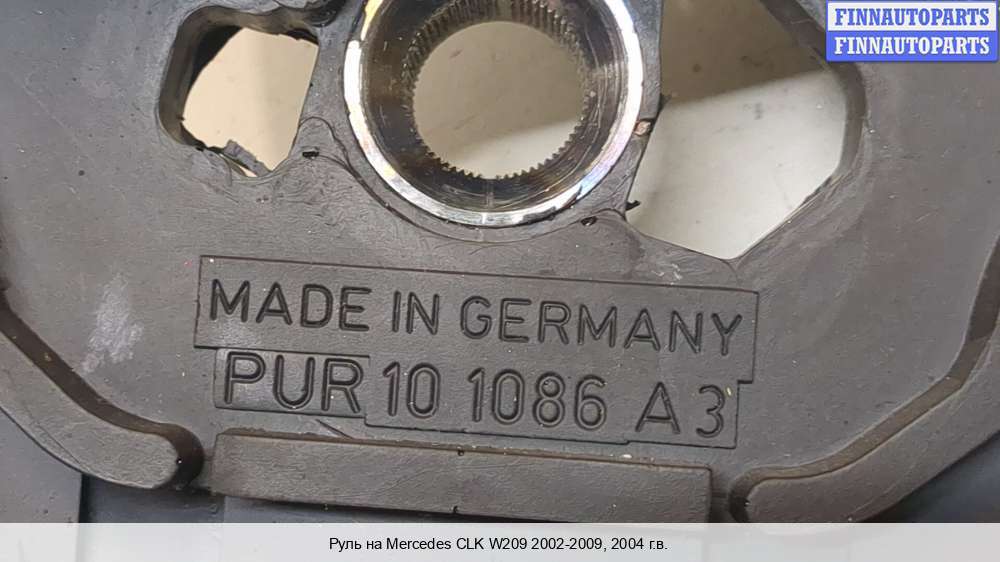 FINNAUTOPARTS
FINNAUTOPARTS
MADE IN GERMANY
PUR 10 1086 A3
Руль на Mercedes CLK W209 2002-2009, 2004 г.в.